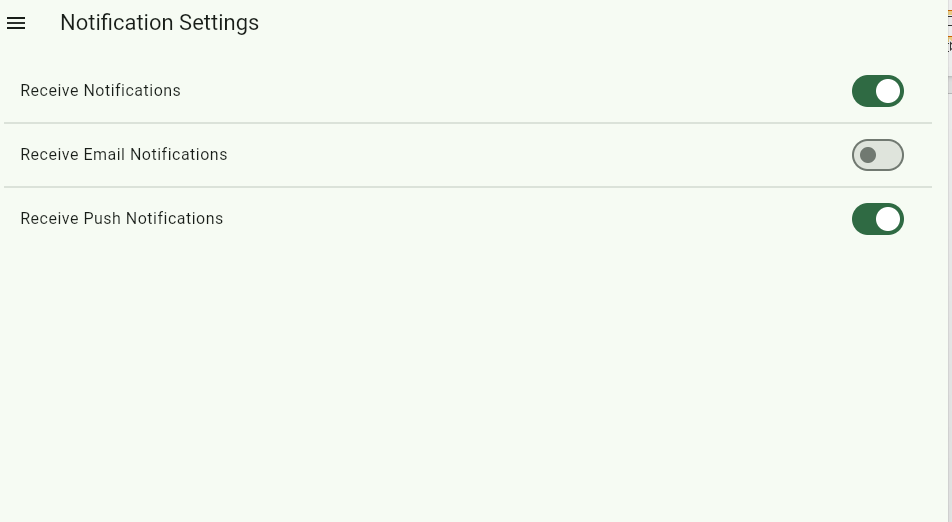 Notification Settings
Receive Notifications
Receive Email Notifications
Receive Push Notifications